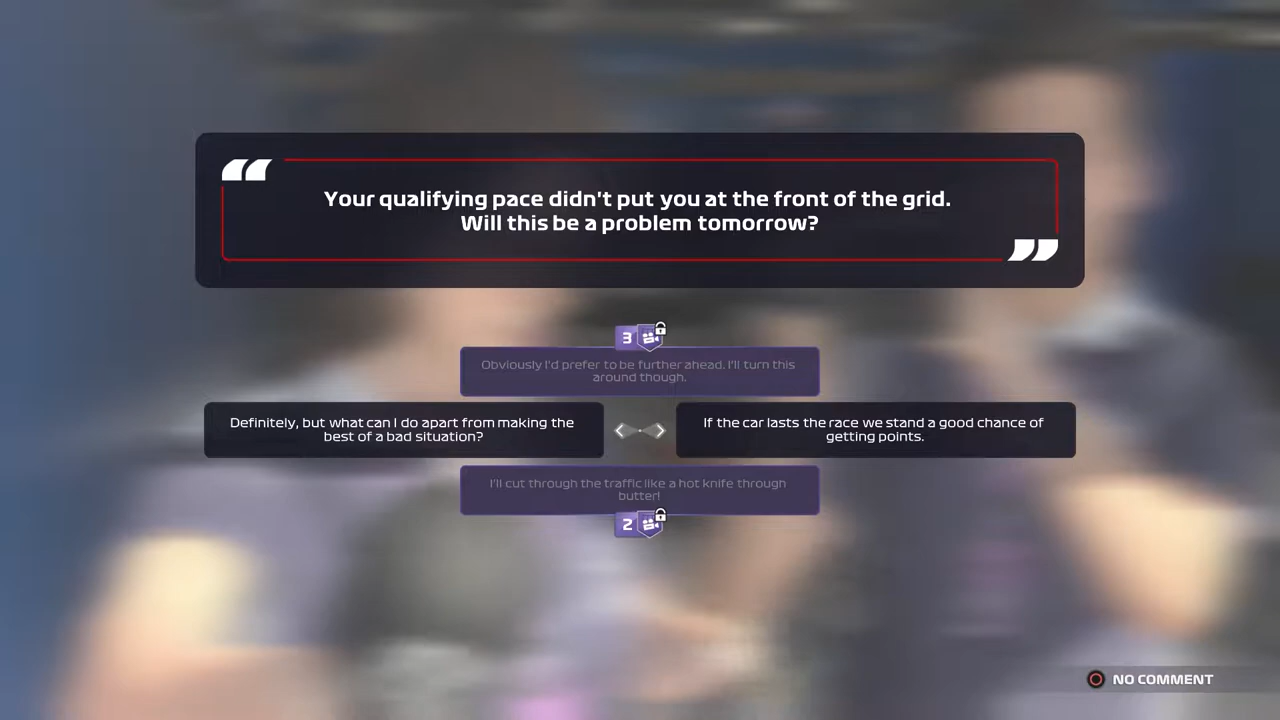 Your qualifying pace didn't put you at the front of the grid.
Will this be a problem tomorrow?
3
Obviously I'd prefer to be further ahead. I'll turn this
around though.
Definitely, but what can I do apart from making the
best of a bad situation?
If the car lasts the race we stand a good chance of
getting points.
I'll cut through the traffic like a hot knife through
butter!
2
NO COMMENT